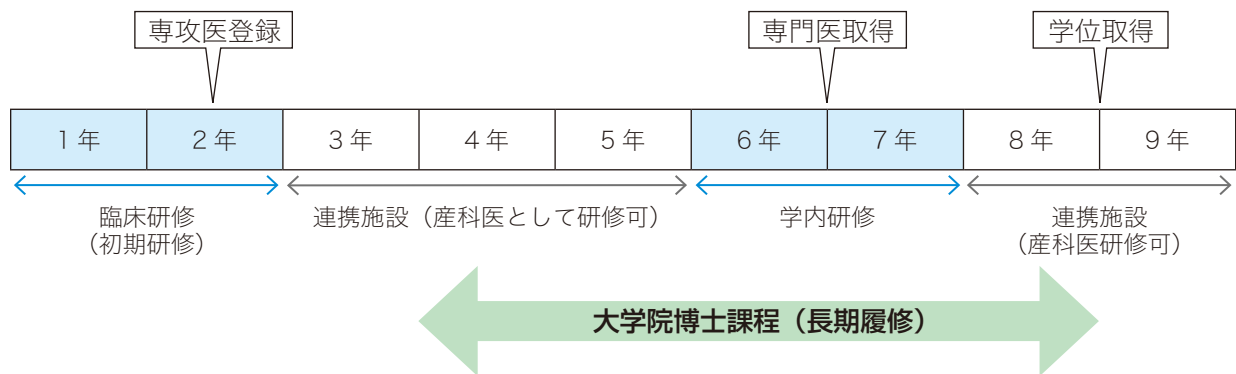 専攻医登録
専門医取得
学位取得
1年
2年
3年
4年
5年
6年
7年
8年
9年
臨床研修
（初期研修）
連携施設（産科医として研修可）
学内研修
連携施設
（産科医研修可）
大学院博士課程（長期履修）